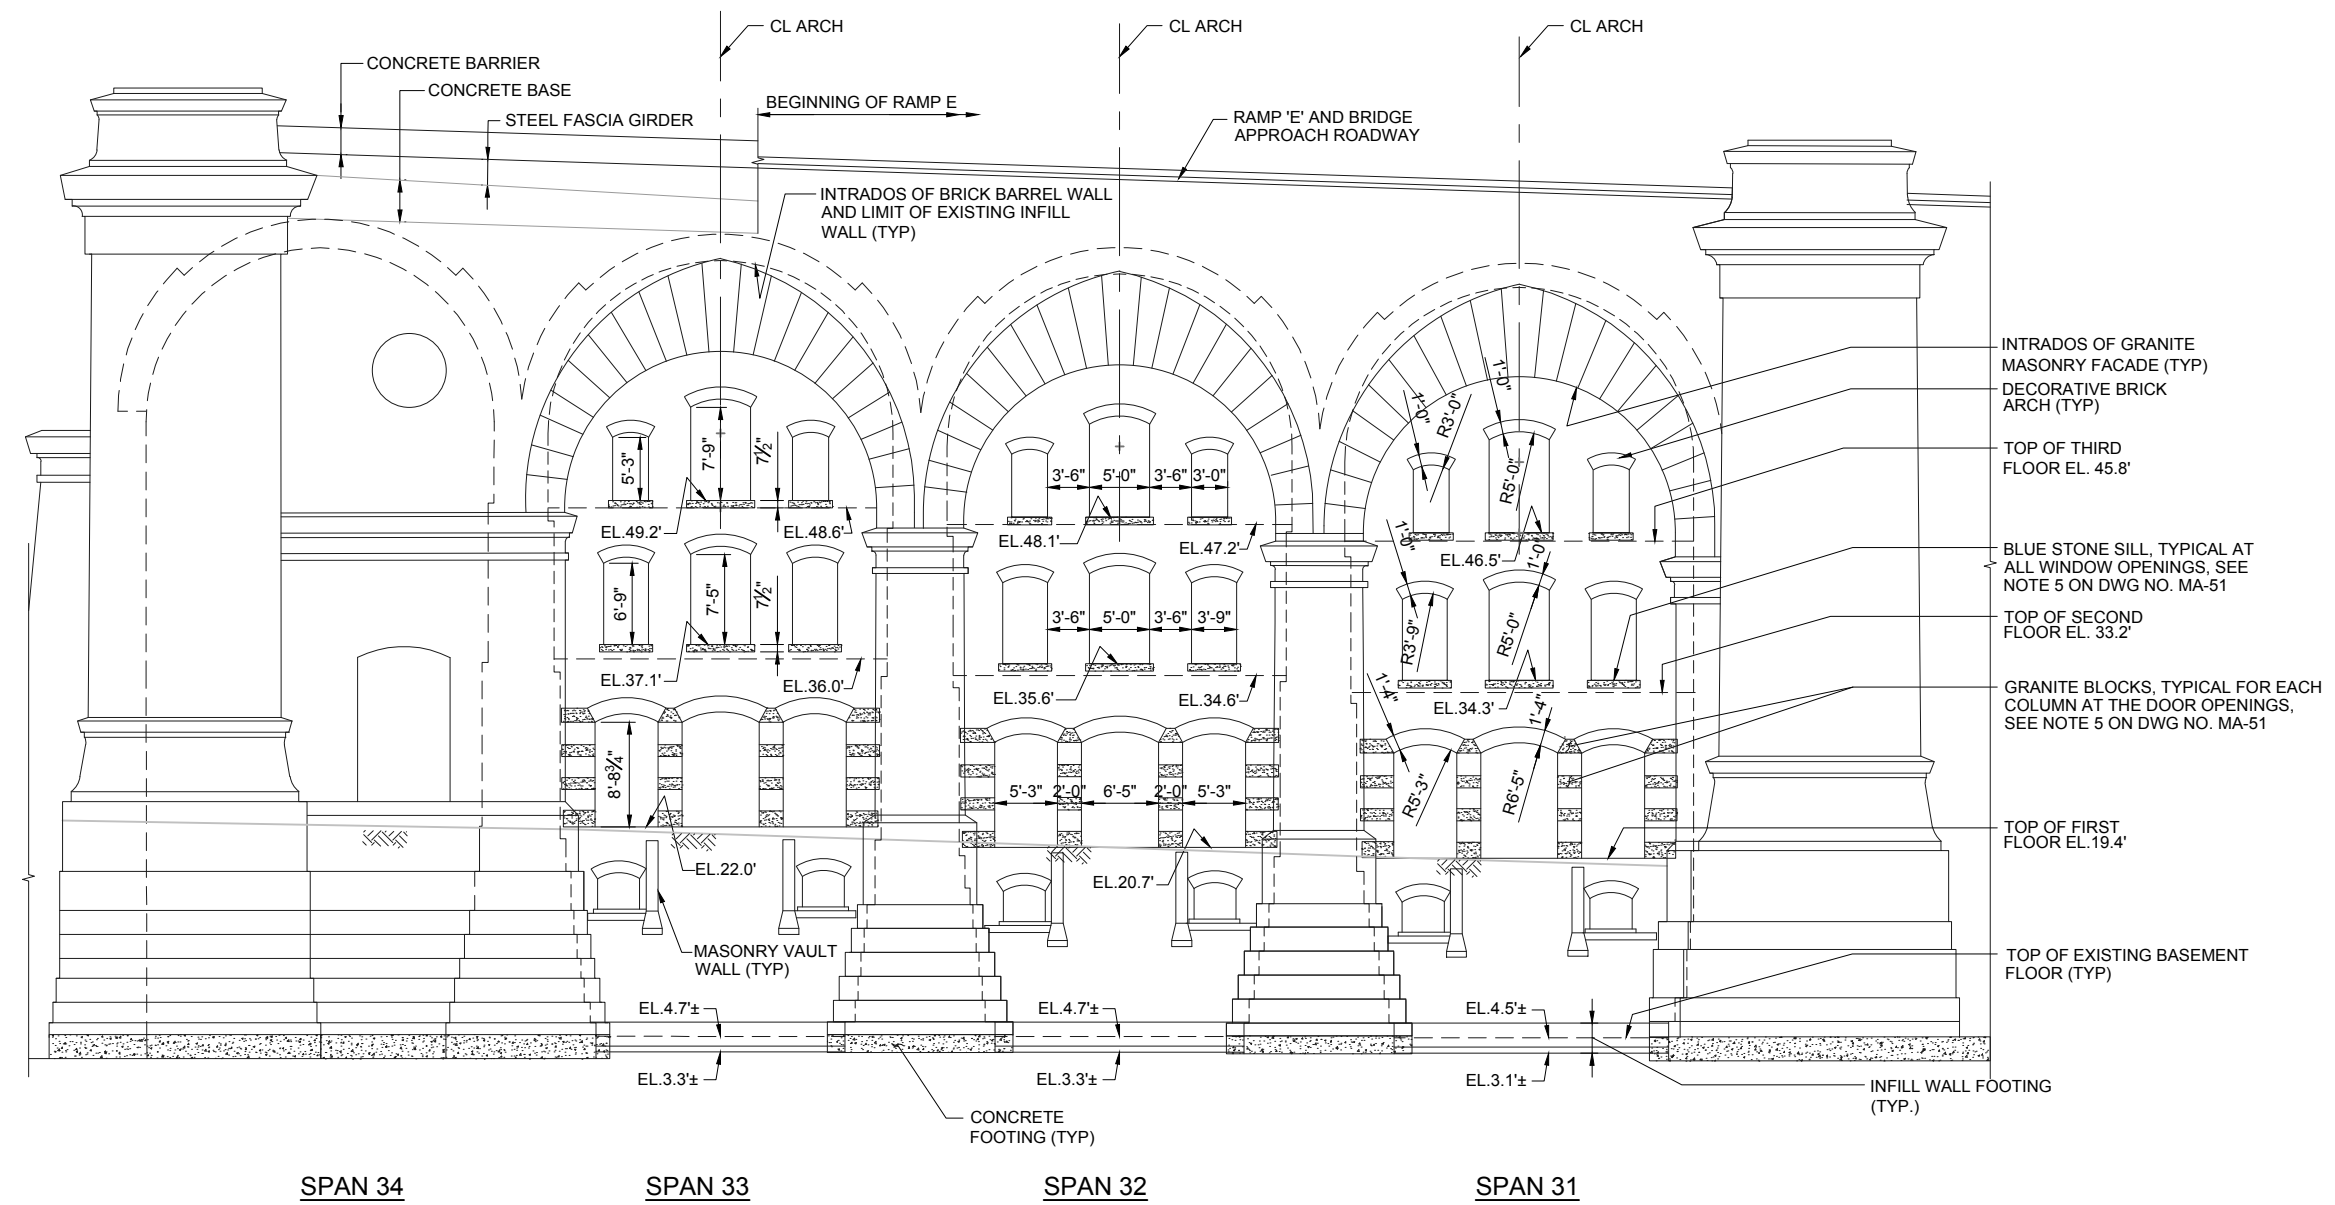 CL ARCH
CL ARCH
CL ARCH
CONCRETE BARRIER
CONCRETE BASE
STEEL FASCIA GIRDER
BEGINNING OF RAMP E
RAMP 'E' AND BRIDGE
APPROACH ROADWAY
INTRADOS OF BRICK BARREL WALL
AND LIMIT OF EXISTING INFILL
WALL (TYP)
INTRADOS OF GRANITE
MASONRY FACADE (TYP)
DECORATIVE BRICK
ARCH (TYP)
TOP OF THIRD
FLOOR EL. 45.8'
BLUE STONE SILL, TYPICAL AT
ALL WINDOW OPENINGS, SEE
NOTE 5 ON DWG NO. MA-51
TOP OF SECOND
FLOOR EL. 33.2'
GRANITE BLOCKS, TYPICAL FOR EACH
COLUMN AT THE DOOR OPENINGS,
SEE NOTE 5 ON DWG NO. MA-51
TOP OF FIRST
FLOOR EL.19.4'
TOP OF EXISTING BASEMENT
FLOOR (TYP)
INFILL WALL FOOTING
(TYP.)
5'-3"
7'-9"
7½"
EL.49.2'
EL.48.6'
6'-9"
7'-5"
7½"
EL.37.1'
EL.36.0'
8'-8¾"
EL.22.0'
MASONRY VAULT
WALL (TYP)
EL.4.7'±
EL.3.3'±
3'-6"
5'-0"
3'-6"
3'-0"
EL.48.1'
EL.47.2'
3'-6"
5'-0"
3'-6"
3'-9"
EL.35.6'
EL.34.6'
5'-3"
2'-0"
6'-5"
2'-0"
5'-3"
EL.20.7'
EL.4.7'±
EL.3.3'±
CONCRETE
FOOTING (TYP)
1'-0"
1'-0"
R3'-0"
R5'-0"
EL.46.5'
1'-0"
1'-0"
R3'-9"
R5'-0"
EL.34.3'
1'-4"
1'-4"
R5'-3"
R6'-5"
EL.4.5'±
EL.3.1'±
SPAN 34
SPAN 33
SPAN 32
SPAN 31